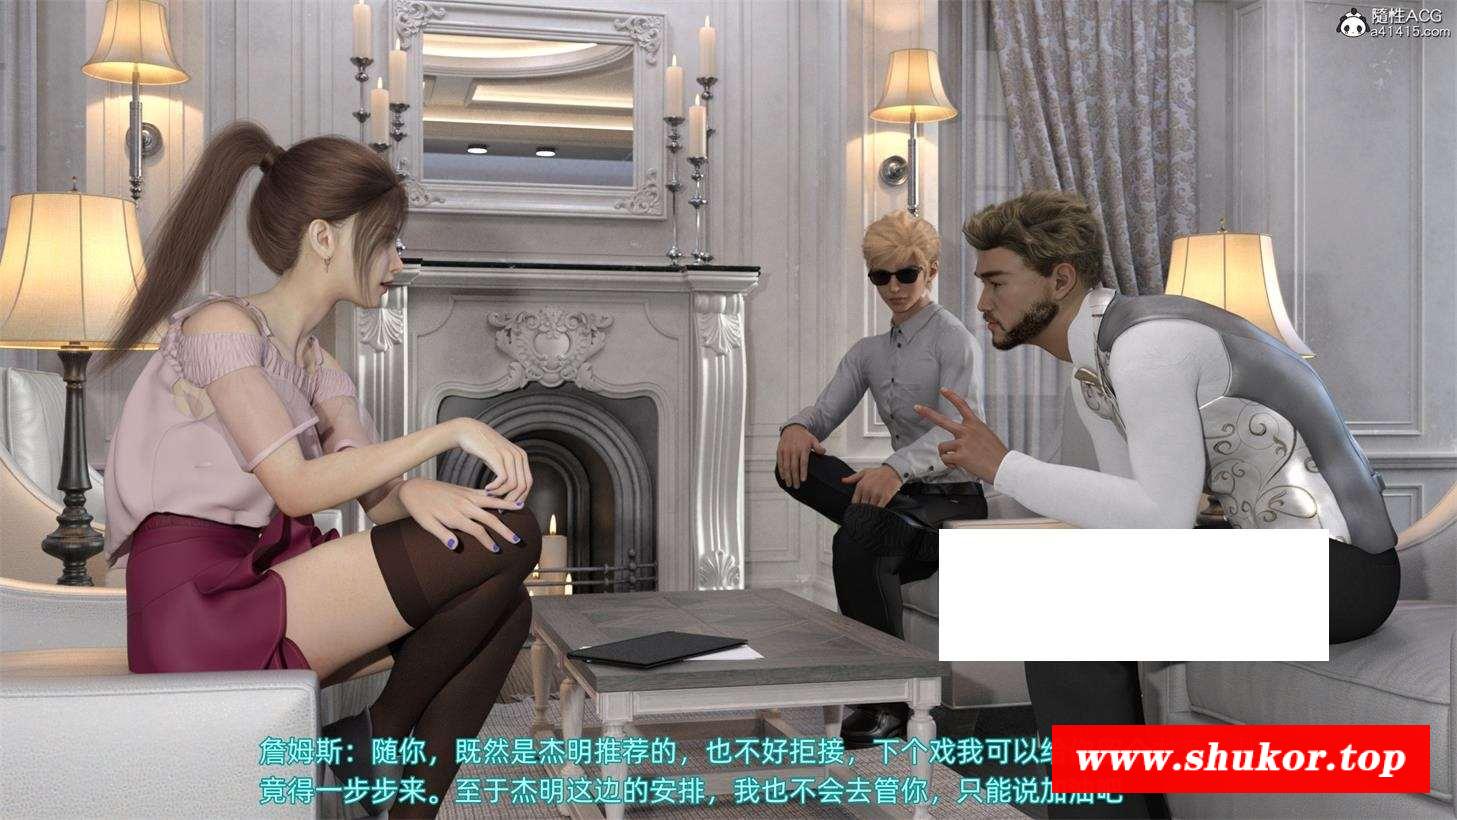 隨性ACG
a41415.com
詹姆斯：随你，既然是杰明推荐的，也不好拒接，下个戏我可以
www.shukor.top
竟得一步步来。至于杰明这边的安排，我也不会去管你，只能说加油吧